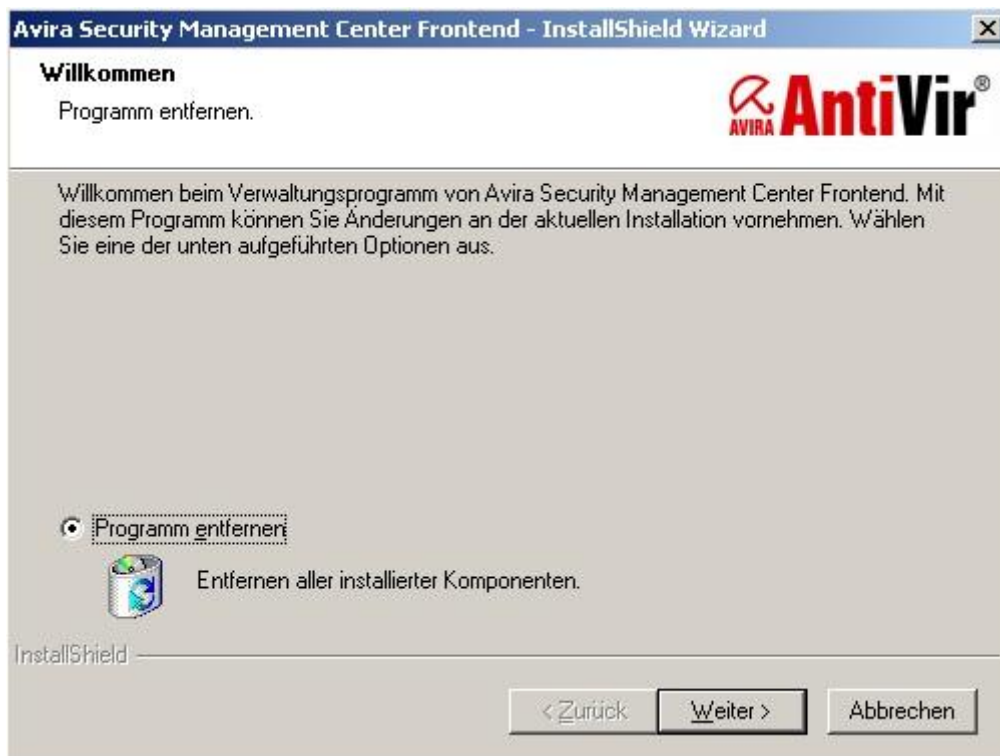 Avira Security Management Center Frontend - InstallShield Wizard
Willkommen
Programm entfernen.
AVIRA AntiVir®
Willkommen beim Verwaltungsprogramm von Avira Security Management Center Frontend. Mit
diesem Programm können Sie Änderungen an der aktuellen Installation vornehmen. Wählen
Sie eine der unten aufgeführten Optionen aus.
Programm entfernen
Entfernen aller installierter Komponenten.
InstallShield
< Zurück
Weiter >
Abbrechen